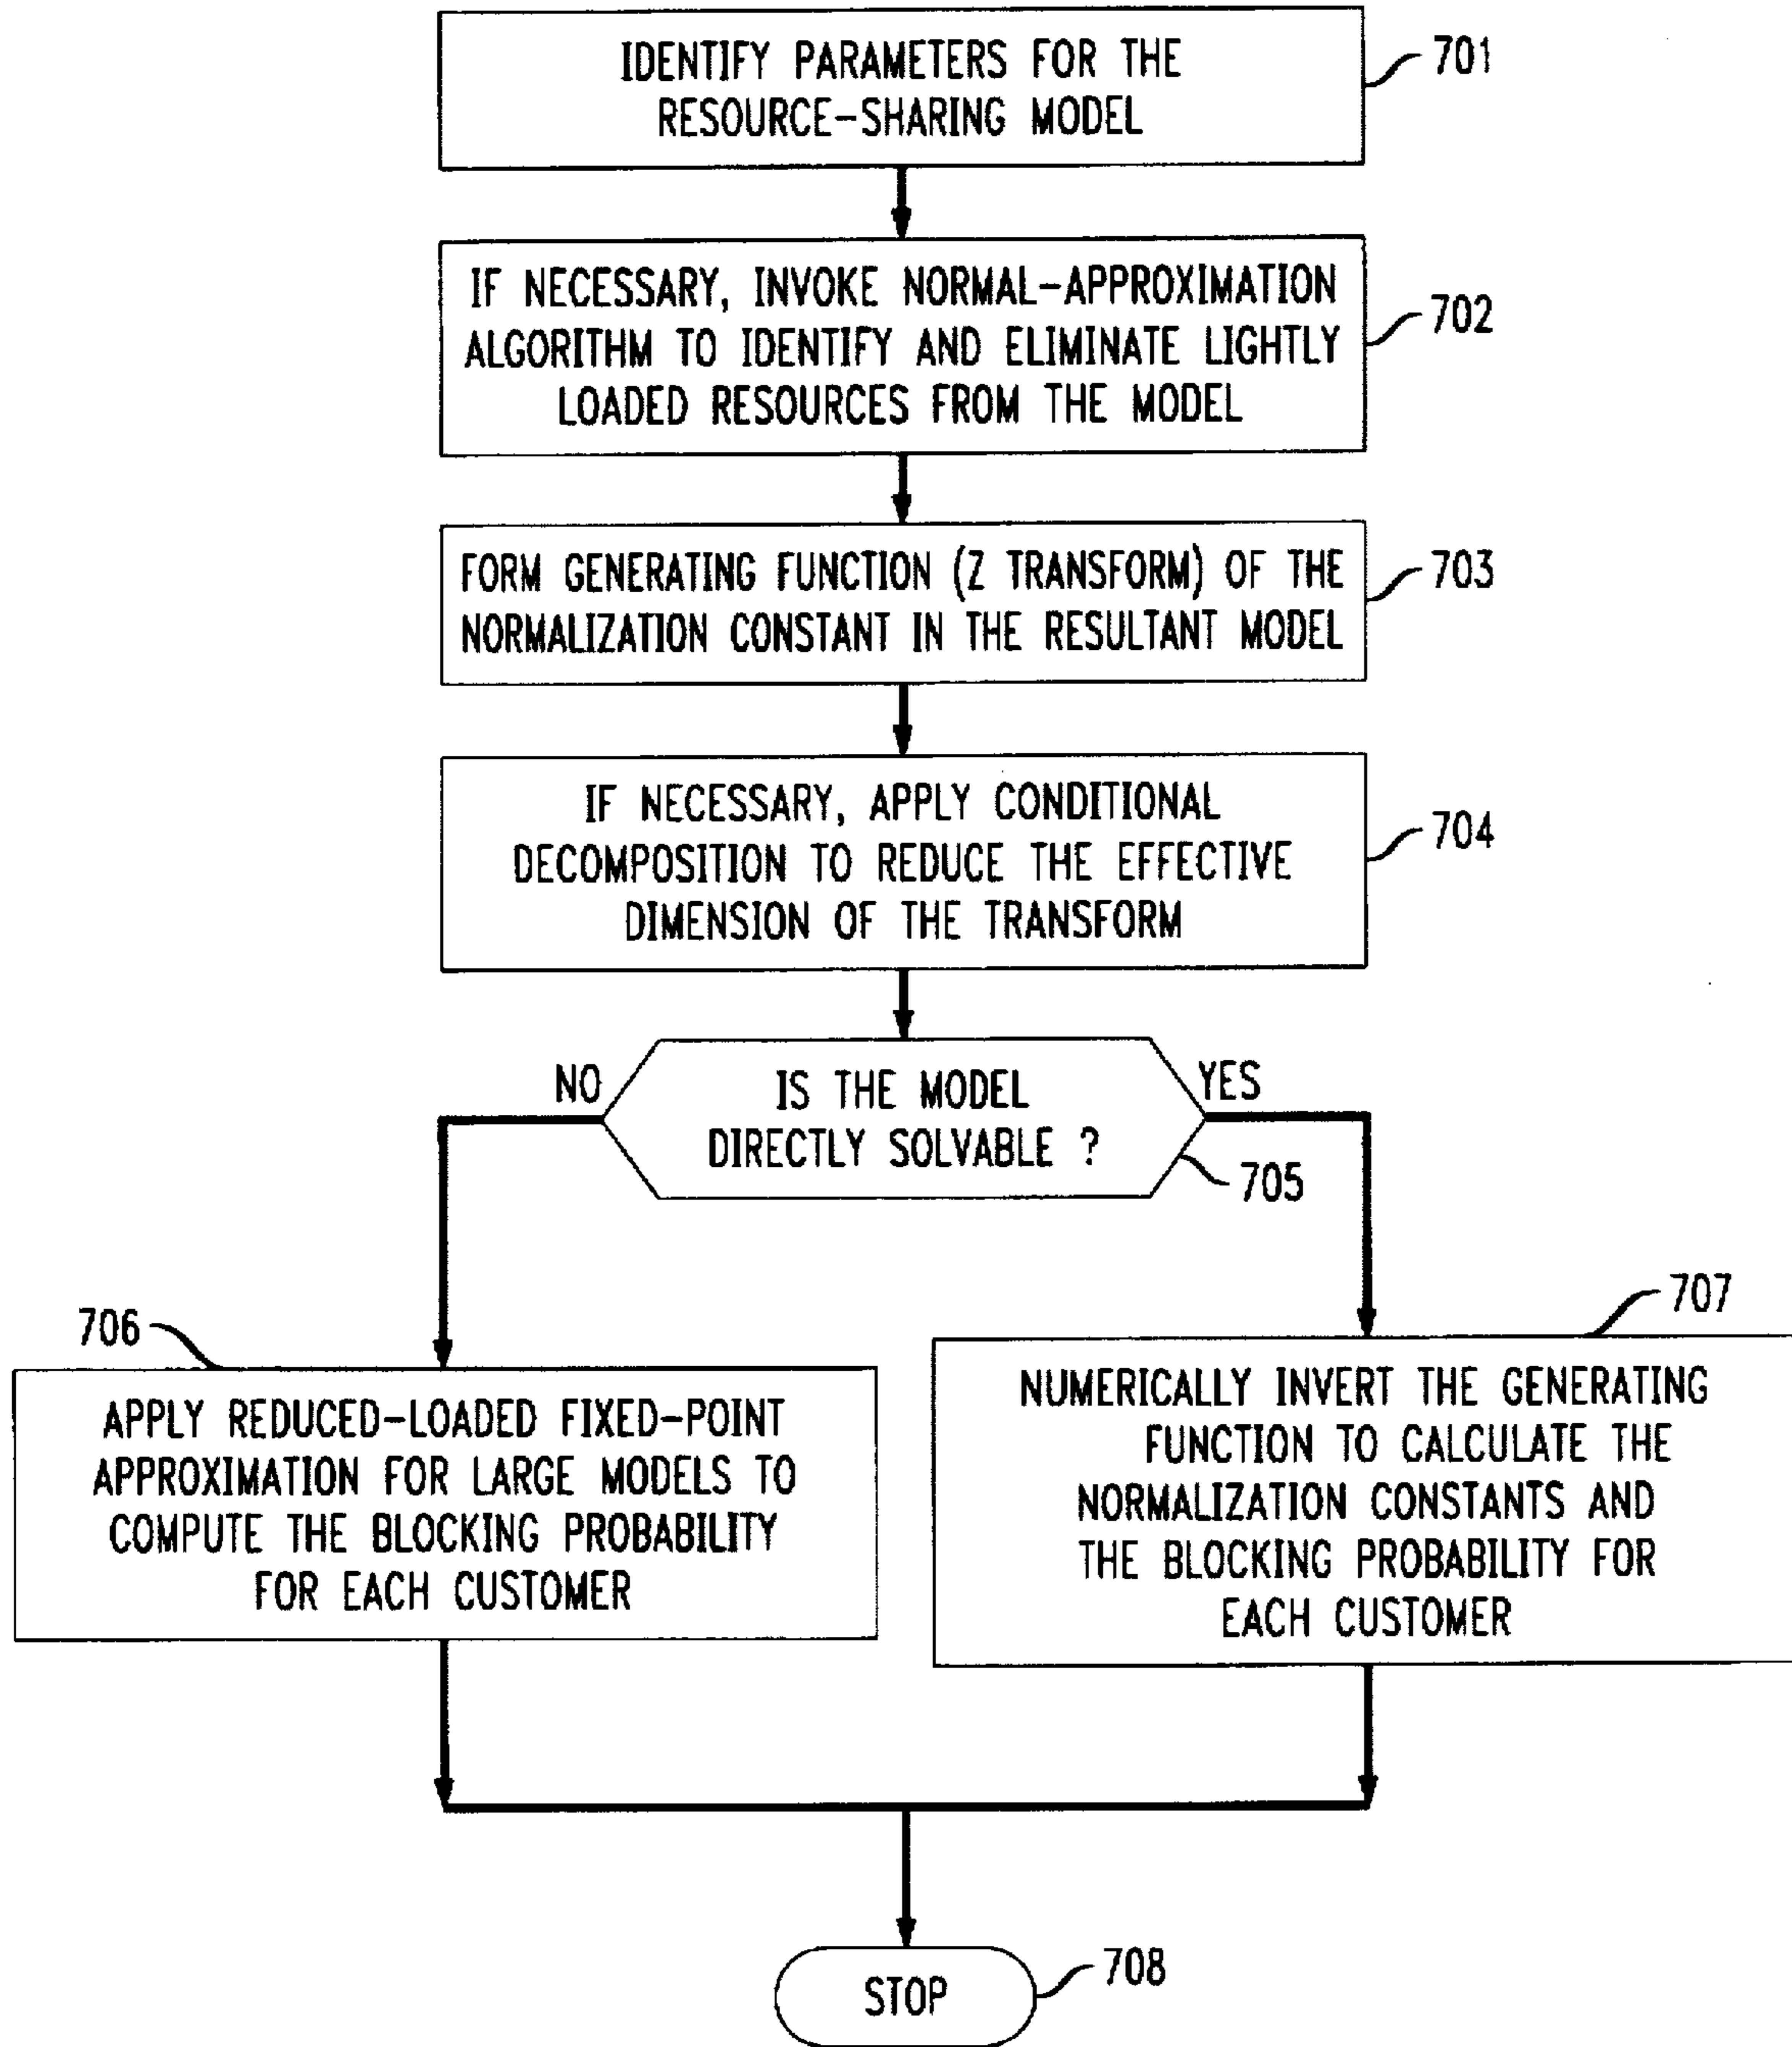 IDENTIFY PARAMETERS FOR THE
RESOURCE-SHARING MODEL
701
IF NECESSARY, INVOKE NORMAL-APPROXIMATION
ALGORITHM TO IDENTIFY AND ELIMINATE LIGHTLY
LOADED RESOURCES FROM THE MODEL
702
FORM GENERATING FUNCTION (Z TRANSFORM) OF THE
NORMALIZATION CONSTANT IN THE RESULTANT MODEL
703
IF NECESSARY, APPLY CONDITIONAL
DECOMPOSITION TO REDUCE THE EFFECTIVE
DIMENSION OF THE TRANSFORM
704
NO
IS THE MODEL
DIRECTLY SOLVABLE ?
YES
705
706
APPLY REDUCED-LOADED FIXED-POINT
APPROXIMATION FOR LARGE MODELS TO
COMPUTE THE BLOCKING PROBABILITY
FOR EACH CUSTOMER
707
NUMERICALLY INVERT THE GENERATING
FUNCTION TO CALCULATE THE
NORMALIZATION CONSTANTS AND
THE BLOCKING PROBABILITY FOR
EACH CUSTOMER
STOP
708